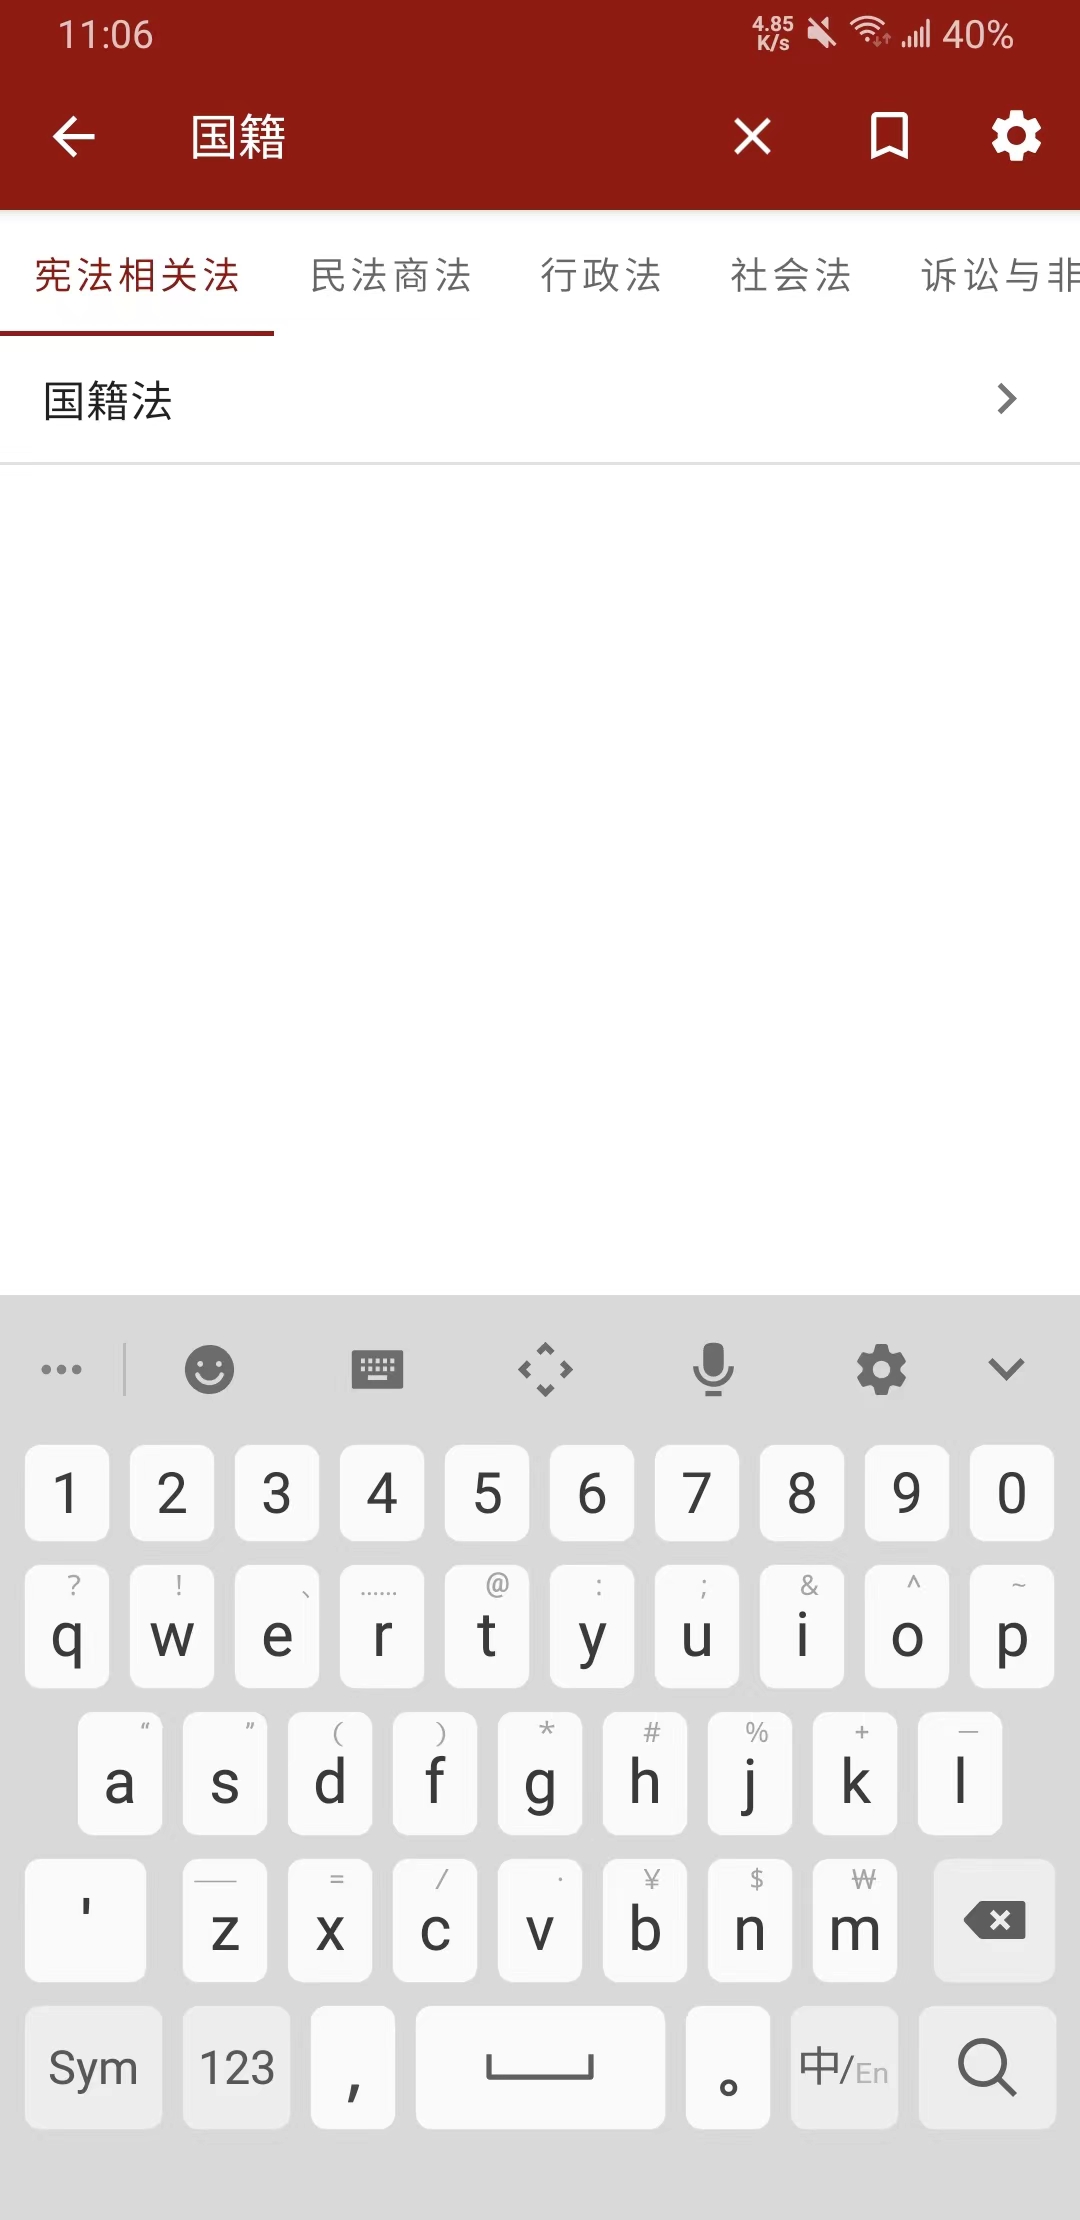 11:06 4.85 K/s 40%
国籍
宪法相关法 民法商法 行政法 社会法 诉讼与非
国籍法
1 2 3 4 5 6 7 8 9 0
? ! 、 …… @ : ; & ^ ~
q w e r t y u i o p
“ ” ( ) * # % + —
a s d f g h j k l
—— = / · ¥ $ ₩
' z x c v b n m
Sym 123 , 。 中/En